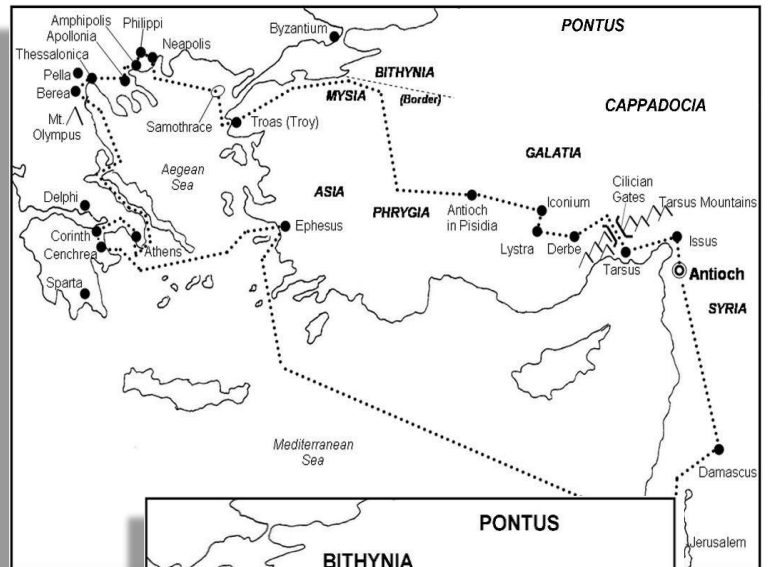 Amphipolis
Philippi
Byzantium
PONTUS
Apollonia
Neapolis
Thessalonica
Pella
BITHYNIA
Berea
MYSIA
(Border)
CAPPADOCIA
Mt.
Olympus
Samothrace
Troas (Troy)
GALATIA
Aegean
Sea
Cilician
Gates
Tarsus Mountains
Delphi
ASIA
PHRYGIA
Antioch
in Pisidia
Iconium
Corinth
Ephesus
Cenchrea
Athens
Lystra
Derbe
Issus
Tarsus
Antioch
Sparta
SYRIA
Mediterranean
Sea
Damascus
Jerusalem
PONTUS
BITHYNIA